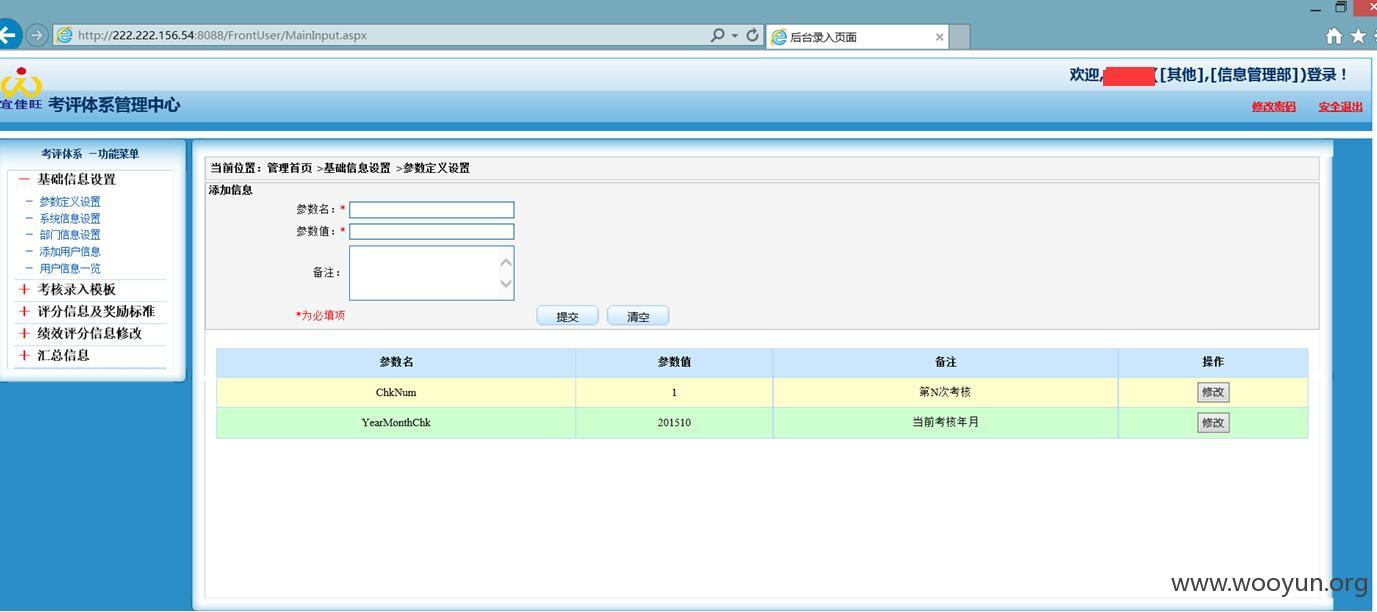 http://222.222.156.54:8088/FrontUser/MainInput.aspx
后台录入页面
欢迎,([其他],[信息管理部])登录！
宜佳旺 考评体系管理中心
修改密码 安全退出
考评体系 －功能菜单
基础信息设置
参数定义设置
系统信息设置
部门信息设置
添加用户信息
用户信息一览
考核录入模板
评分信息及奖励标准
绩效评分信息修改
汇总信息
当前位置：管理首页 >基础信息设置 >参数定义设置
添加信息
参数名：*
参数值：*
备注：
*为必填项 提交 清空
参数名 参数值 备注 操作
ChkNum 1 第N次考核 修改
YearMonthChk 201510 当前考核年月 修改
www.wooyun.org